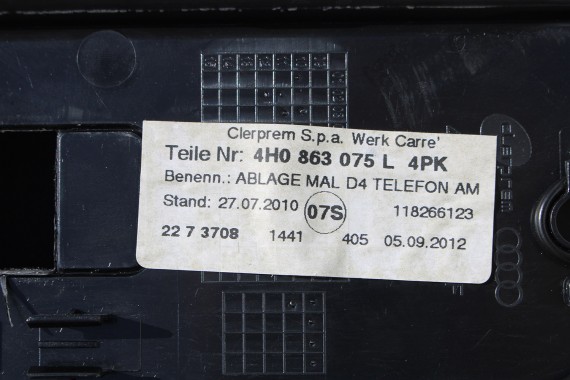 Clerprem S.p.a. Werk Carre'
Teile Nr: 4H0 863 075 L 4PK
Benenn.: ABLAGE MAL D4 TELEFON AM
Stand: 27.07.2010 07S 118266123
22 7 3708 1441 405 05.09.2012